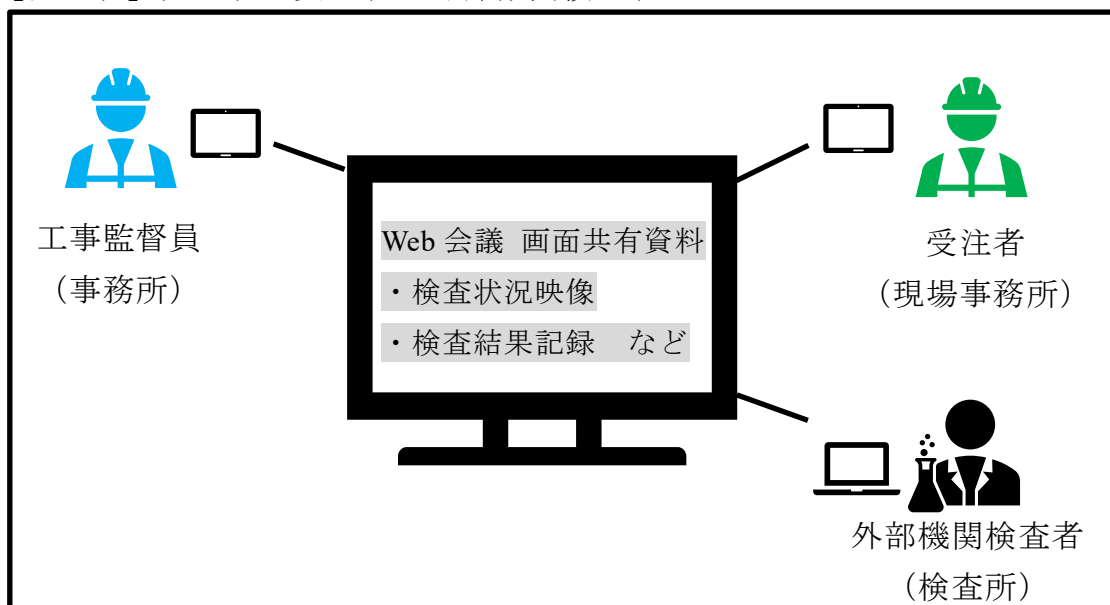 Web 会議 画面共有資料
・検査状況映像
・検査結果記録　など
工事監督員
（事務所）
受注者
（現場事務所）
外部機関検査者
（検査所）